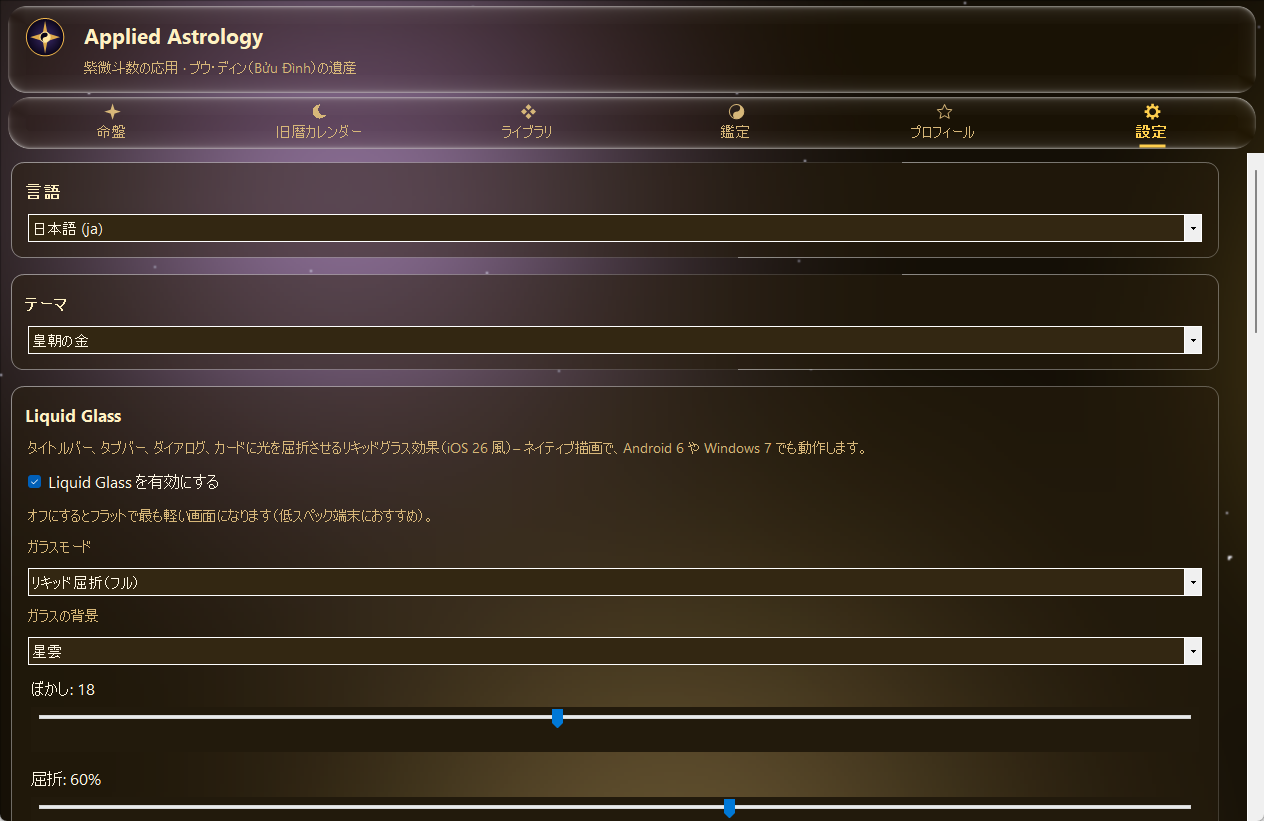 Applied Astrology
紫微斗数の応用 · ブウ·ディン(Bửu Đình)の遺産
命盤
旧暦カレンダー
ライブラリ
鑑定
プロフィール
設定
言語
日本語 (ja)
テーマ
皇朝の金
Liquid Glass
タイトルバー、タブバー、ダイアログ、カードに光を屈折させるリキッドグラス効果(iOS 26 風) – ネイティブ描画で、Android 6 や Windows 7 でも動作します。
Liquid Glass を有効にする
オフにするとフラットで最も軽い画面になります(低スペック端末におすすめ)。
ガラスモード
リキッド屈折(フル)
ガラスの背景
星雲
ぼかし: 18
屈折: 60%